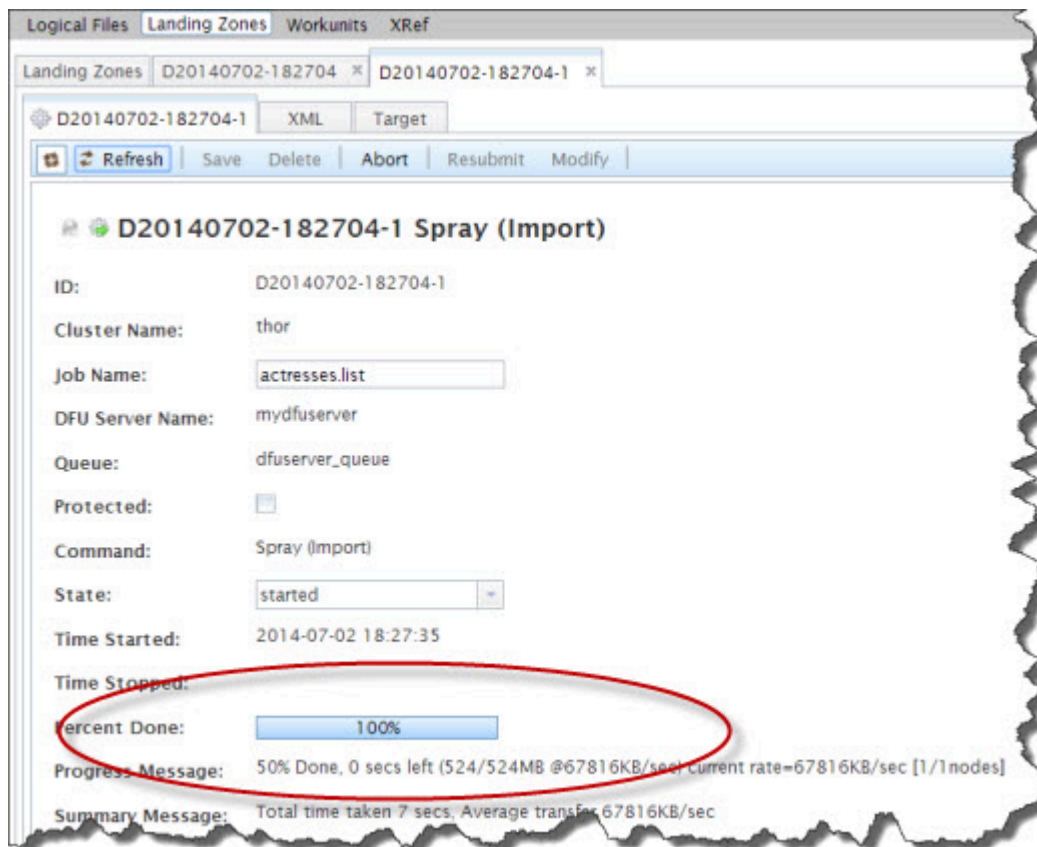 Logical Files Landing Zones Workunits XRef
Landing Zones D20140702-182704 × D20140702-182704-1 ×
D20140702-182704-1 XML Target
Refresh Save Delete Abort Resubmit Modify
D20140702-182704-1 Spray (Import)
ID: D20140702-182704-1
Cluster Name: thor
Job Name: actresses.list
DFU Server Name: mydfuserver
Queue: dfuserver_queue
Protected:
Command: Spray (Import)
State: started
Time Started: 2014-07-02 18:27:35
Time Stopped:
Percent Done: 100%
Progress Message: 50% Done, 0 secs left (524/524MB @67816KB/sec) current rate=67816KB/sec [1/1nodes]
Summary Message: Total time taken 7 secs, Average transfer 67816KB/sec